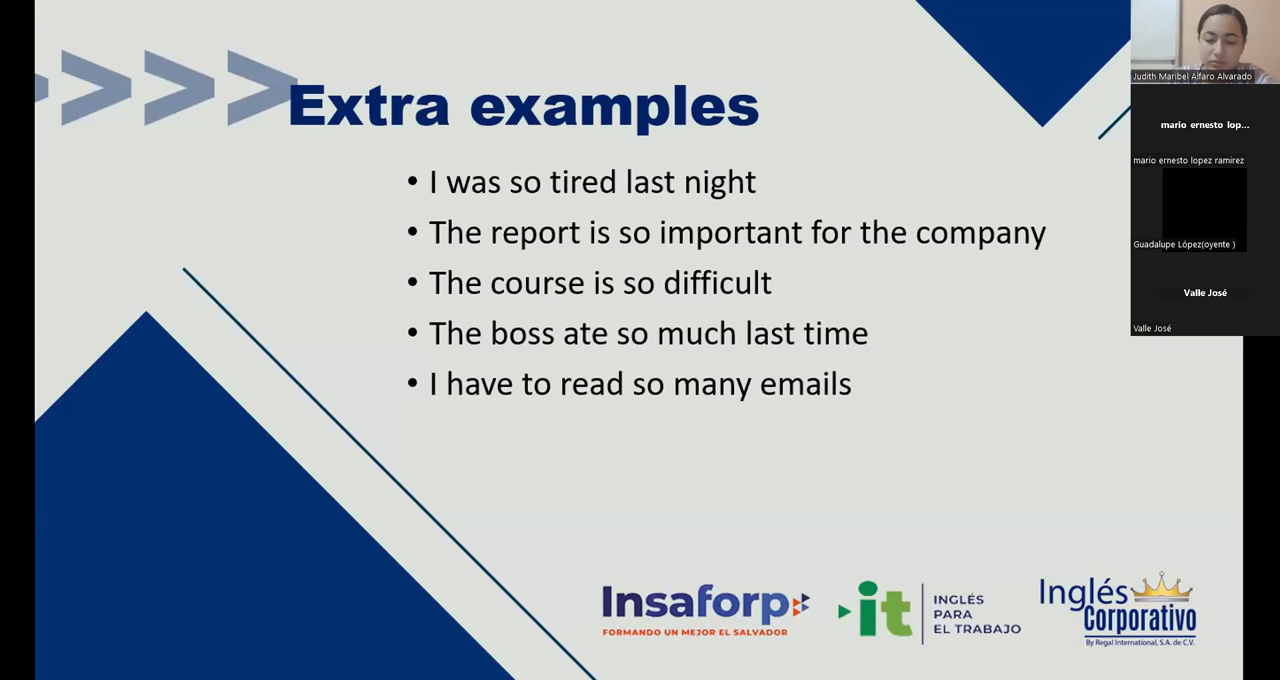 Extra examples
• I was so tired last night
• The report is so important for the company
• The course is so difficult
• The boss ate so much last time
• I have to read so many emails
Insaforp
FORMANDO UN MEJOR EL SALVADOR
it
INGLÉS
PARA
EL TRABAJO
Inglés
Corporativo
By Regal International, S.A. de C.V.
Judith Maribel Alfaro Alvarado
mario ernesto lop...
mario ernesto lopez ramirez
Guadalupe López(oyente )
Valle José
Valle José